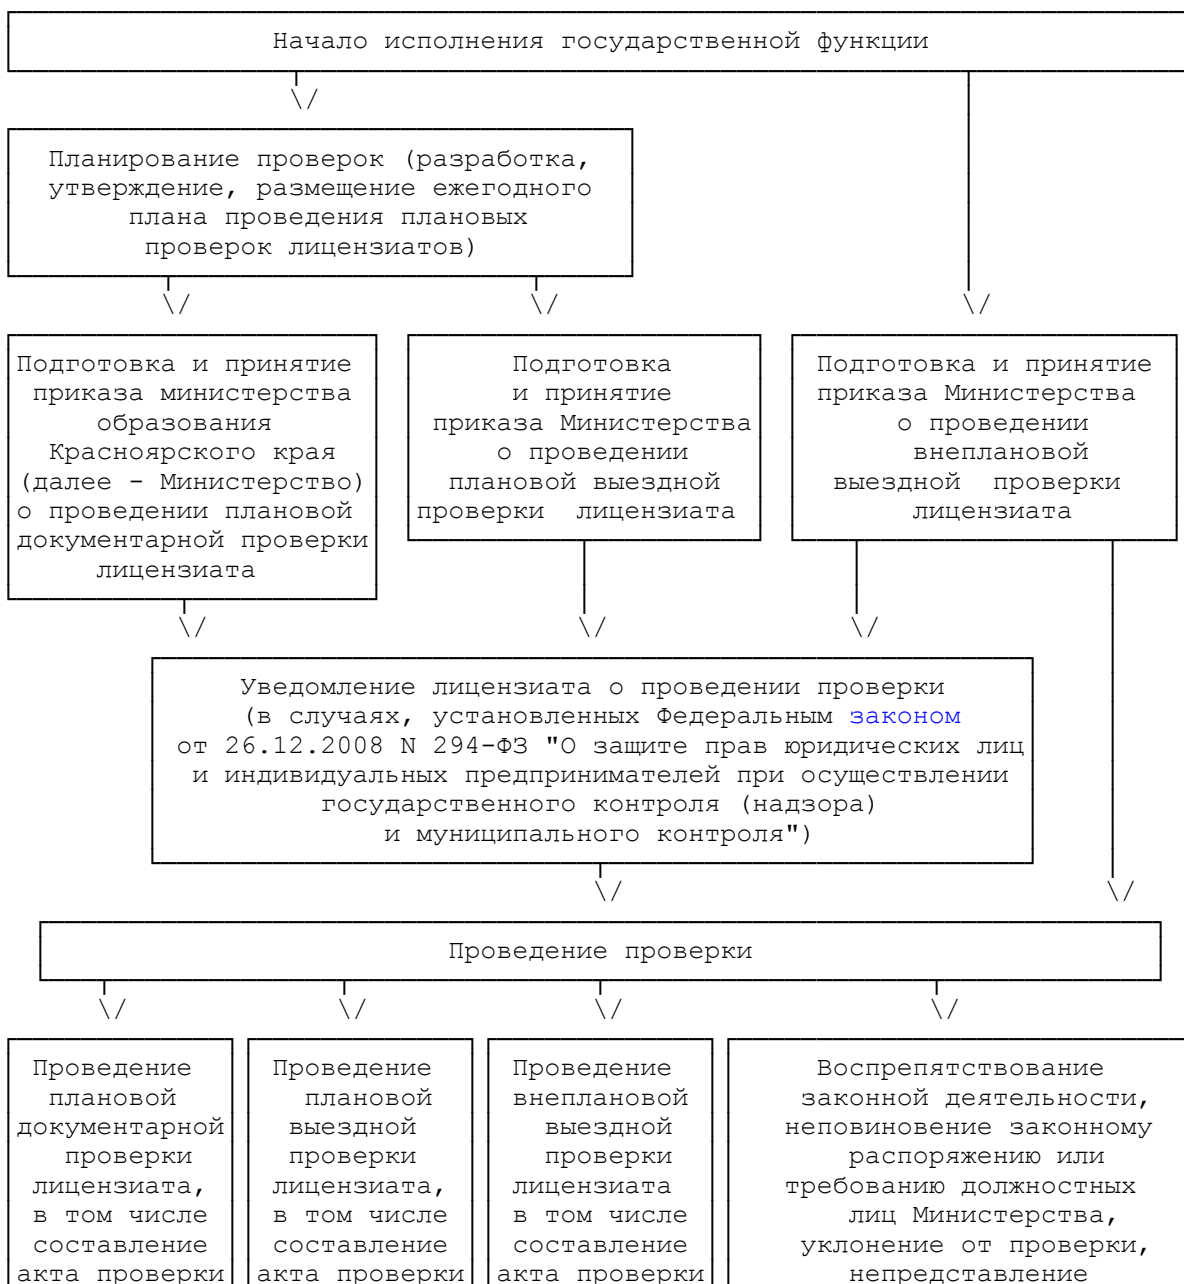 Начало исполнения государственной функции
\/
Планирование проверок (разработка,
утверждение, размещение ежегодного
плана проведения плановых
проверок лицензиатов)
\/ \/ \/
Подготовка и принятие
приказа министерства
образования
Красноярского края
(далее - Министерство)
о проведении плановой
документарной проверки
лицензиата
Подготовка
и принятие
приказа Министерства
о проведении
плановой выездной
проверки лицензиата
Подготовка и принятие
приказа Министерства
о проведении
внеплановой
выездной проверки
лицензиата
\/ \/ \/
Уведомление лицензиата о проведении проверки
(в случаях, установленных Федеральным законом
от 26.12.2008 N 294-ФЗ "О защите прав юридических лиц
и индивидуальных предпринимателей при осуществлении
государственного контроля (надзора)
и муниципального контроля")
\/ \/
Проведение проверки
\/ \/ \/ \/
Проведение
плановой
документарной
проверки
лицензиата,
в том числе
составление
акта проверки
Проведение
плановой
выездной
проверки
лицензиата,
в том числе
составление
акта проверки
Проведение
внеплановой
выездной
проверки
лицензиата
в том числе
составление
акта проверки
Воспрепятствование
законной деятельности,
неповиновение законному
распоряжению или
требованию должностных
лиц Министерства,
уклонение от проверки,
непредставление